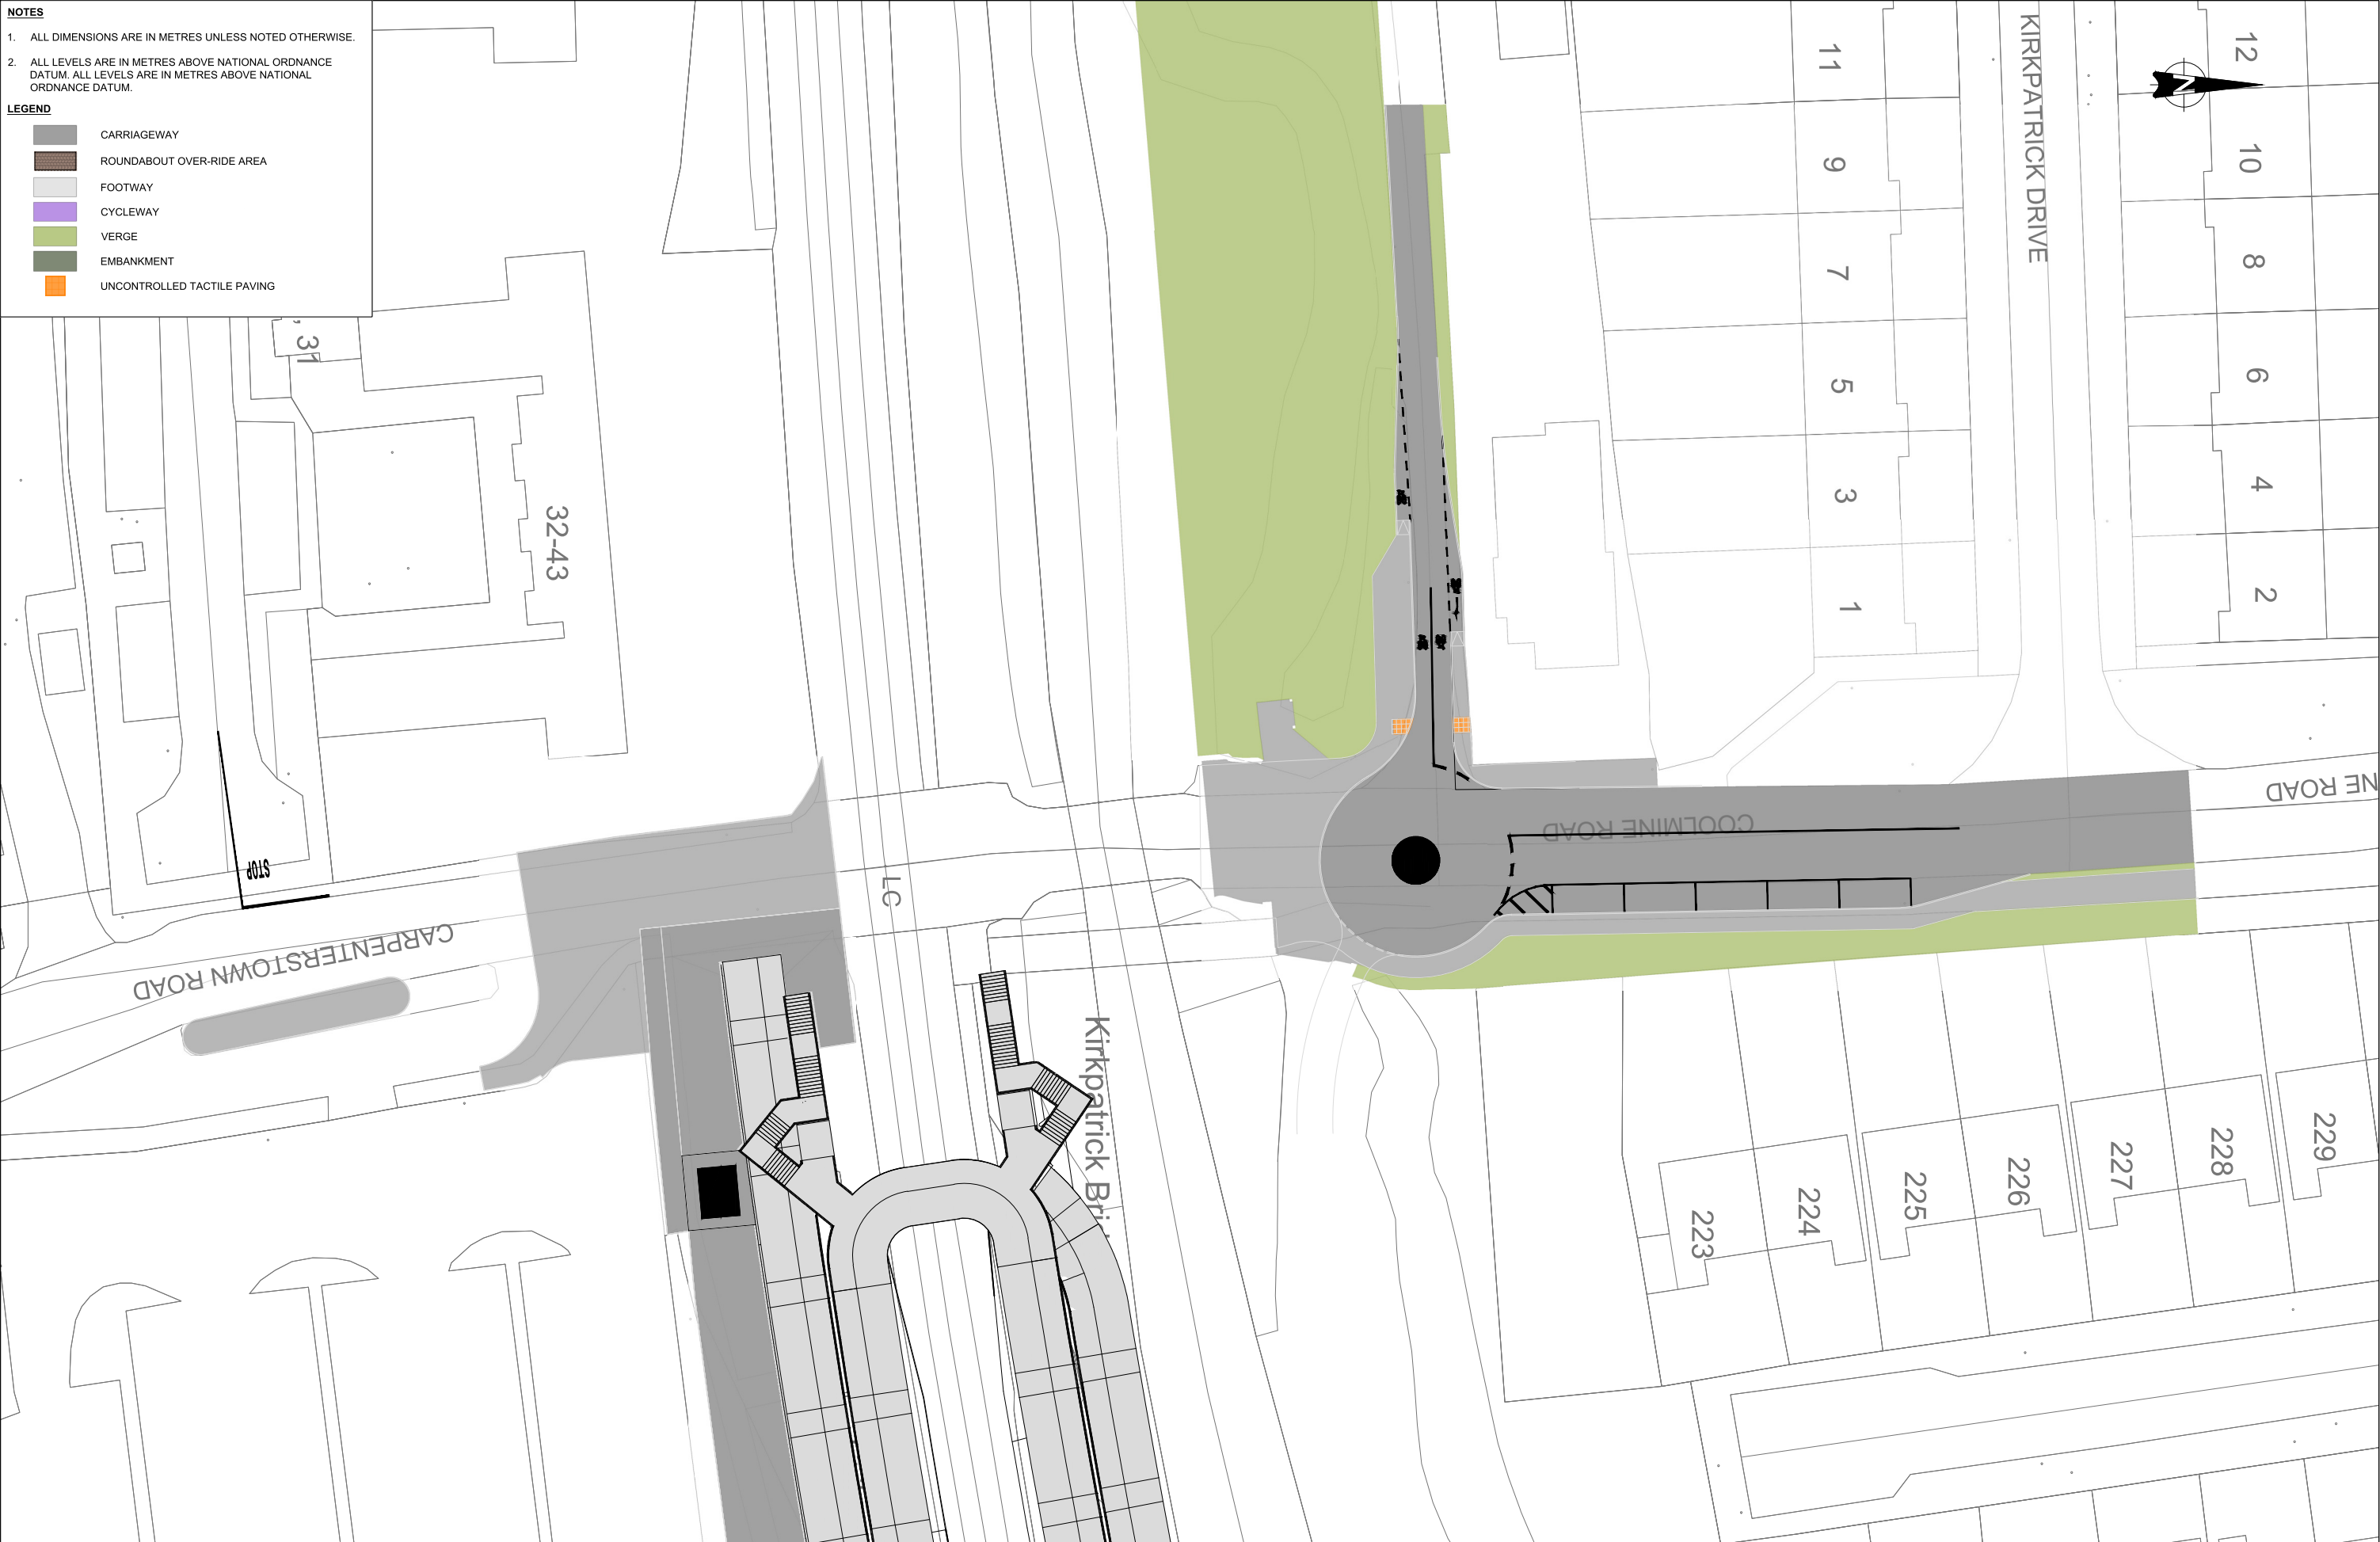 NOTES
1. ALL DIMENSIONS ARE IN METRES UNLESS NOTED OTHERWISE.
2. ALL LEVELS ARE IN METRES ABOVE NATIONAL ORDNANCE
DATUM. ALL LEVELS ARE IN METRES ABOVE NATIONAL
ORDNANCE DATUM.
LEGEND
CARRIAGEWAY
ROUNDABOUT OVER-RIDE AREA
FOOTWAY
CYCLEWAY
VERGE
EMBANKMENT
UNCONTROLLED TACTILE PAVING
31
32-43
STOP
CARPENTERSTOWN ROAD
LC
Kirkpatrick Bri
COOLMINE ROAD
NE ROAD
KIRKPATRICK DRIVE
11
9
7
5
3
1
12
10
8
6
4
2
N
223
224
225
226
227
228
229